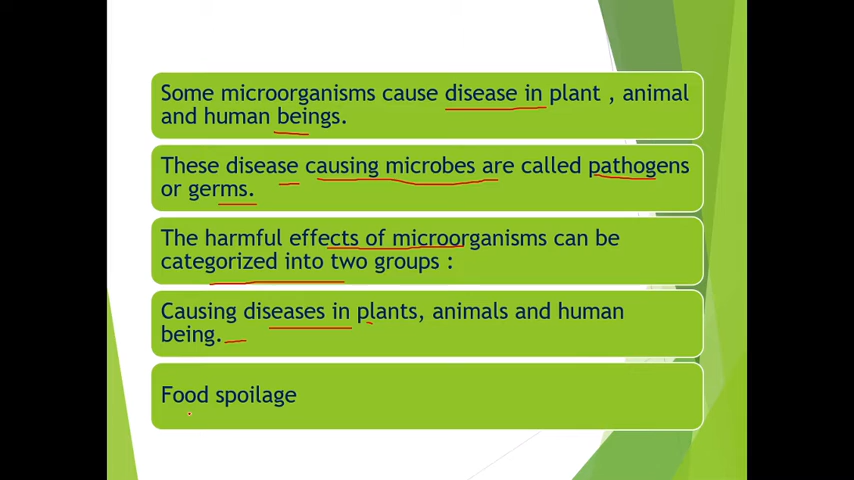 Some microorganisms cause disease in plant , animal
and human beings.
These disease causing microbes are called pathogens
or germs.
The harmful effects of microorganisms can be
categorized into two groups :
Causing diseases in plants, animals and human
being.
Food spoilage